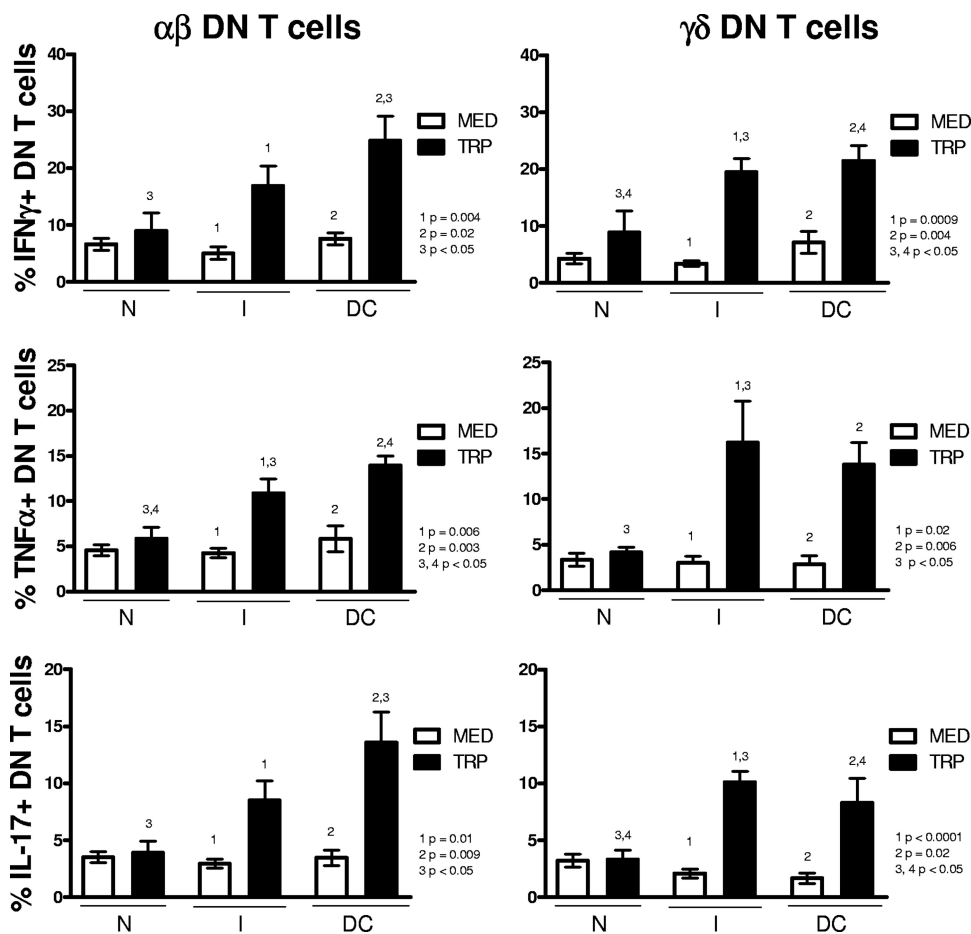 αβ DN T cells
γδ DN T cells
% IFNγ+ DN T cells
40
30
20
10
0
3
1
1
2
2,3
N
I
DC
MED
TRP
1 p = 0.004
2 p = 0.02
3 p < 0.05
40
30
20
10
0
3,4
1
1,3
2
2,4
N
I
DC
MED
TRP
1 p = 0.0009
2 p = 0.004
3, 4 p < 0.05
% TNFα+ DN T cells
25
20
15
10
5
0
3,4
1
1,3
2
2,4
N
I
DC
MED
TRP
1 p = 0.006
2 p = 0.003
3, 4 p < 0.05
25
20
15
10
5
0
3
1
1,3
2
2
N
I
DC
MED
TRP
1 p = 0.02
2 p = 0.006
3 p < 0.05
% IL-17+ DN T cells
20
15
10
5
0
3
1
1
2
2,3
N
I
DC
MED
TRP
1 p = 0.01
2 p = 0.009
3 p < 0.05
20
15
10
5
0
3,4
1
1,3
2
2,4
N
I
DC
MED
TRP
1 p < 0.0001
2 p = 0.02
3, 4 p < 0.05